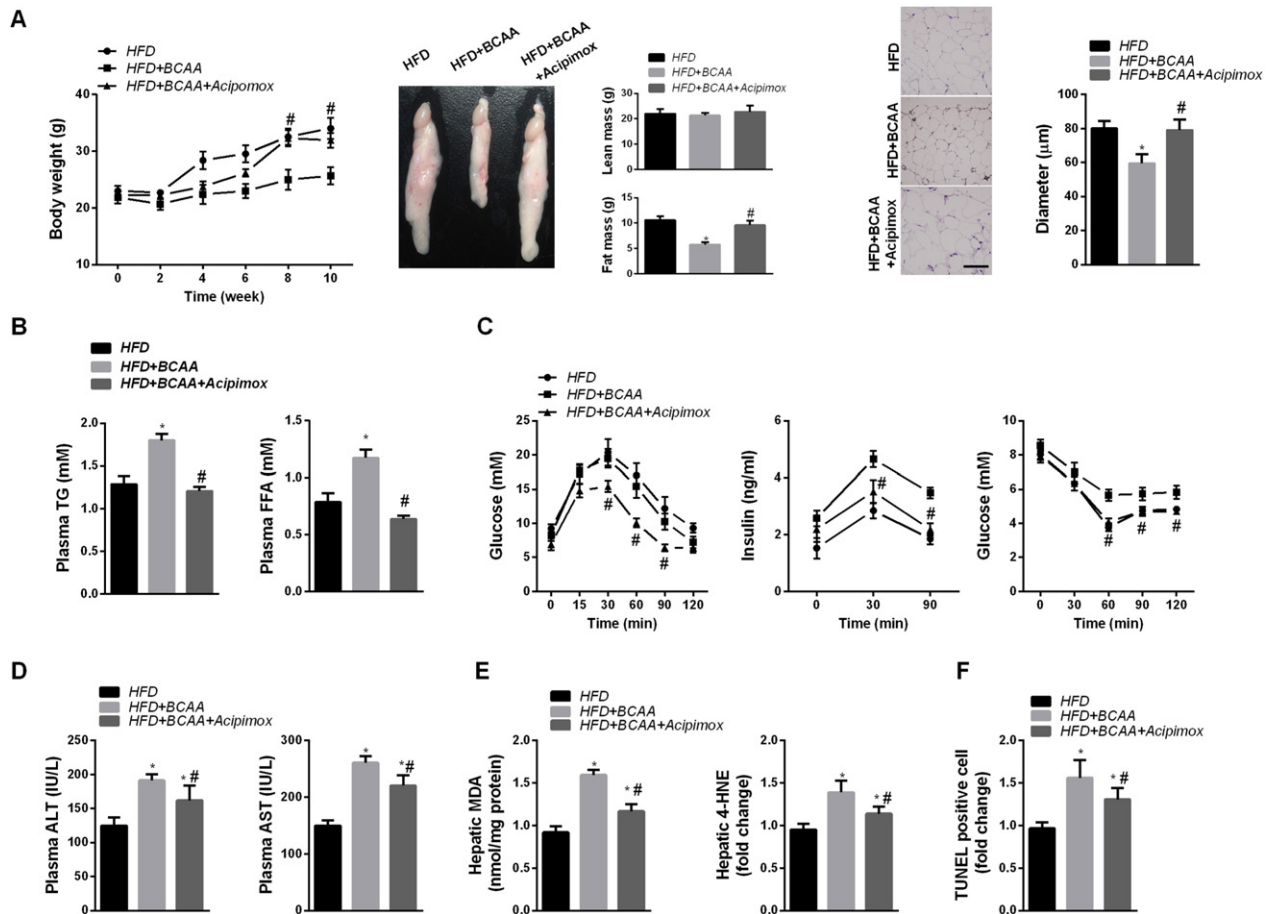 A
HFD
HFD+BCAA
HFD+BCAA+Acipomox
Body weight (g)
40
30
20
10
0
2
4
6
8
10
Time (week)
#
#
HFD
HFD+BCAA
HFD+BCAA
+Acipimox
HFD
HFD+BCAA
HFD+BCAA+Acipimox
Lean mass (g)
30
20
10
0
Fat mass (g)
15
10
5
0
*
#
HFD
HFD+BCAA
HFD+BCAA
+Acipimox
HFD
HFD+BCAA
HFD+BCAA+Acipimox
Diameter (μm)
100
80
60
40
20
0
*
#
B
HFD
HFD+BCAA
HFD+BCAA+Acipimox
Plasma TG (mM)
2.0
1.5
1.0
0.5
0.0
*
#
Plasma FFA (mM)
1.5
1.0
0.5
0.0
*
#
C
HFD
HFD+BCAA
HFD+BCAA+Acipimox
Glucose (mM)
25
20
15
10
5
0
#
#
#
0
15
30
60
90
120
Time (min)
Insulin (ng/ml)
6
4
2
0
#
#
0
30
90
Time (min)
Glucose (mM)
10
8
6
4
2
0
#
#
#
0
30
60
90
120
Time (min)
D
HFD
HFD+BCAA
HFD+BCAA+Acipimox
Plasma ALT (IU/L)
250
200
150
100
50
0
*
*#
Plasma AST (IU/L)
300
200
100
0
*
*#
E
HFD
HFD+BCAA
HFD+BCAA+Acipimox
Hepatic MDA
(nmol/mg protein)
2.0
1.5
1.0
0.5
0.0
*
*#
Hepatic 4-HNE
(fold change)
2.0
1.5
1.0
0.5
0.0
*
*#
F
HFD
HFD+BCAA
HFD+BCAA+Acipimox
TUNEL positive cell
(fold change)
2.0
1.5
1.0
0.5
0.0
*
*#